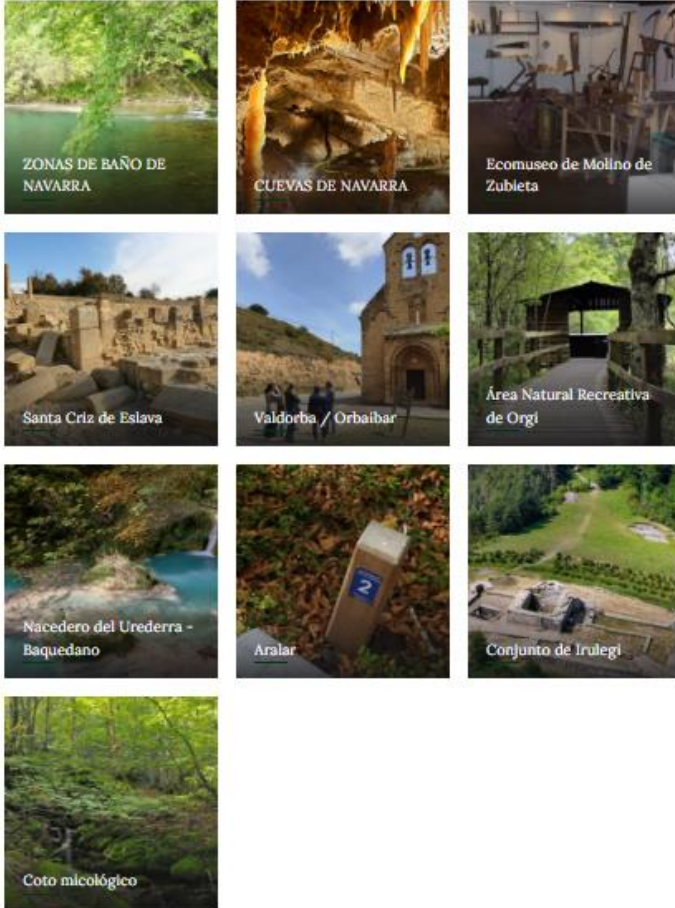 ZONAS DE BAÑO DE
NAVARRA
CUEVAS DE NAVARRA
Ecomuseo de Molino de
Zubieta
Santa Criz de Eslava
Valdorba / Orbaibar
Área Natural Recreativa
de Orgi
Nacedero del Urederra -
Baquedano
2
Aralar
Conjunto de Irulegi
Coto micológico